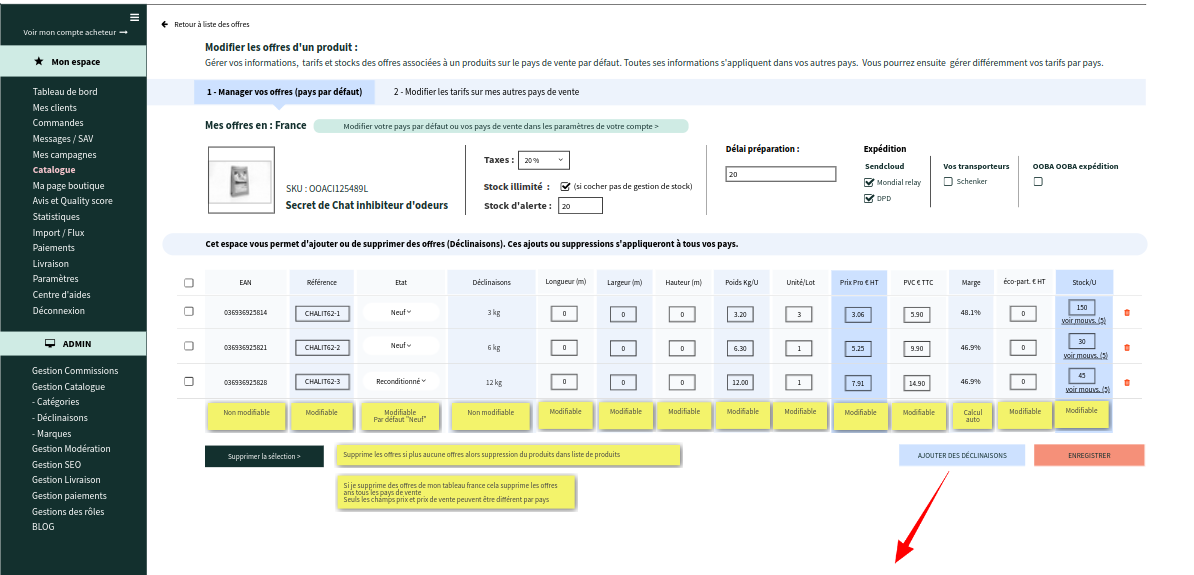 Voir mon compte acheteur
Mon espace
Tableau de bord
Mes clients
Commandes
Messages / SAV
Mes campagnes
Catalogue
Ma page boutique
Avis et Quality score
Statistiques
Import / Flux
Paiements
Livraison
Paramètres
Centre d'aides
Déconnexion
ADMIN
Gestion Commissions
Gestion Catalogue
- Catégories
- Déclinaisons
- Marques
Gestion Modération
Gestion SEO
Gestion Livraison
Gestion paiements
Gestions des rôles
BLOG
Retour à liste des offres
Modifier les offres d'un produit :
Gérer vos informations, tarifs et stocks des offres associées à un produits sur le pays de vente par défaut. Toutes ses informations s'appliquent dans vos autres pays. Vous pourrez ensuite gérer différemment vos tarifs par pays.
1 - Manager vos offres (pays par défaut) 2 - Modifier les tarifs sur mes autres pays de vente
Mes offres en : France Modifier votre pays par défaut ou vos pays de vente dans les paramètres de votre compte >
SKU : OOACI125489L
Secret de Chat inhibiteur d'odeurs
Taxes : 20 %
Stock illimité : (si cocher pas de gestion de stock)
Stock d'alerte : 20
Délai préparation :
20
Expédition
Sendcloud Vos transporteurs OOBA OOBA expédition
Mondial relay Schenker
DPD
Cet espace vous permet d'ajouter ou de supprimer des offres (Déclinaisons). Ces ajouts ou suppressions s'appliqueront à tous vos pays.
EAN Référence Etat Déclinaisons Longueur (m) Largeur (m) Hauteur (m) Poids Kg/U Unité/Lot Prix Pro € HT PVC € TTC Marge éco-part. € HT Stock/U
036936925814 CHALIT62-1 Neuf 3 kg 0 0 0 3.20 3 3.06 5.90 48.1% 0 150
voir mouvs. (5)
036936925821 CHALIT62-2 Neuf 6 kg 0 0 0 6.30 1 5.25 9.90 46.9% 0 30
voir mouvs. (5)
036936925828 CHALIT62-3 Reconditionné 12 kg 0 0 0 12.00 1 7.91 14.90 46.9% 0 45
voir mouvs. (5)
Non modifiable Modifiable Modifiable Non modifiable Modifiable Modifiable Modifiable Modifiable Modifiable Modifiable Modifiable Calcul Modifiable Modifiable
Par défaut "Neuf" auto
Supprimer la sélection >
Supprime les offres si plus aucune offres alors suppression du produits dans liste de produits
AJOUTER DES DÉCLINAISONS
ENREGISTRER
Si je supprime des offres de mon tableau france cela supprime les offres
ans tous les pays de vente
Seuls les champs prix et prix de vente peuvent être différent par pays